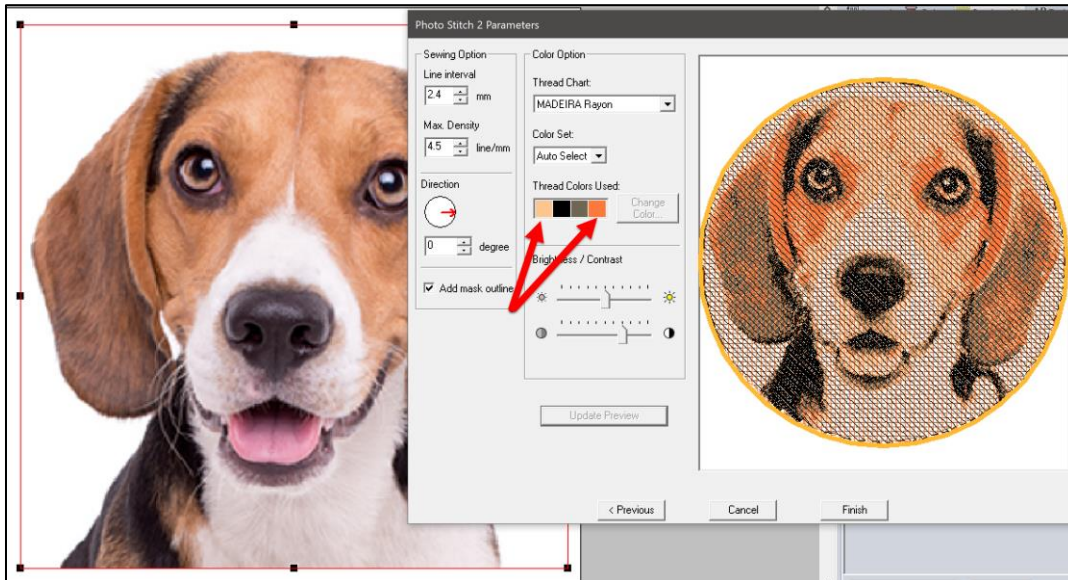 Photo Stitch 2 Parameters
Sewing Option
Line interval
2.4 mm
Max. Density
4.5 line/mm
Direction
0 degree
Add mask outline
Color Option
Thread Chart:
MADEIRA Rayon
Color Set:
Auto Select
Thread Colors Used:
Change
Color...
Brightness / Contrast
Update Preview
< Previous
Cancel
Finish